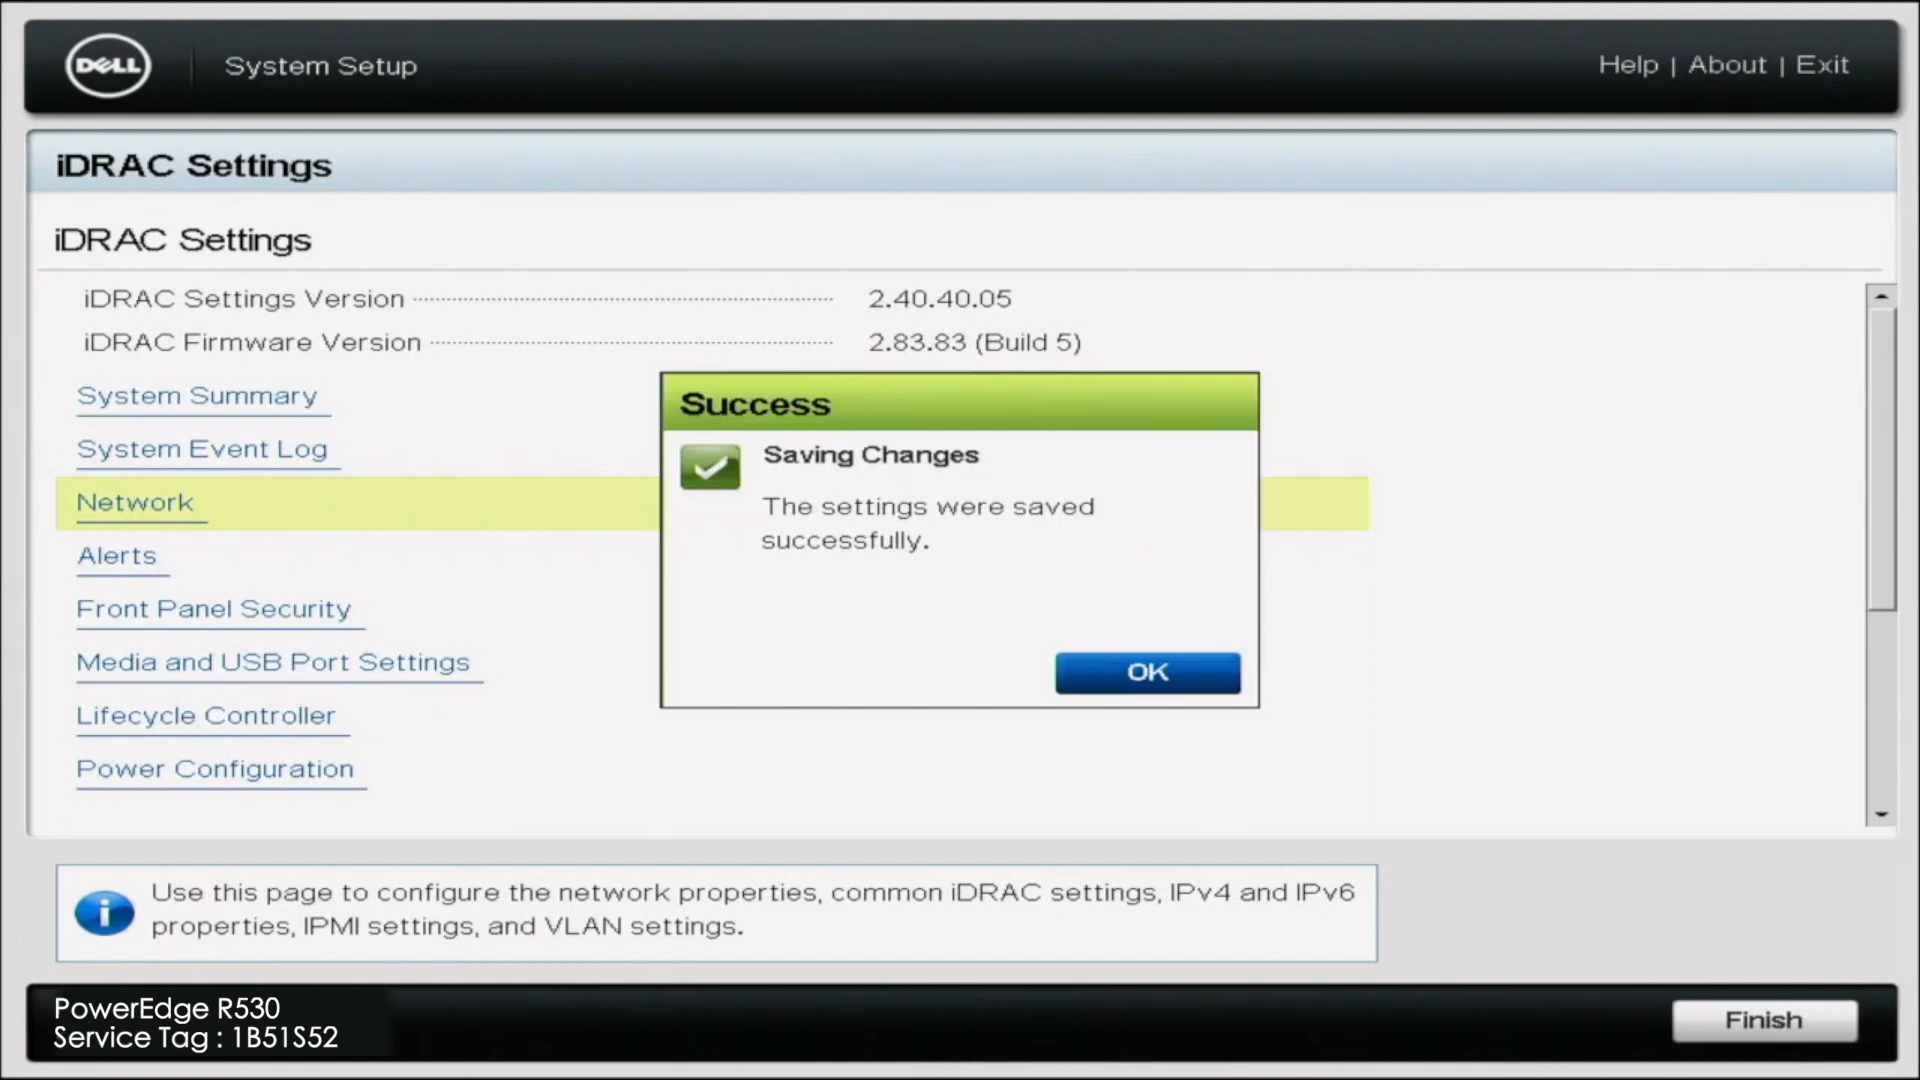 DELL
System Setup
Help | About | Exit
iDRAC Settings
iDRAC Settings
iDRAC Settings Version 2.40.40.05
iDRAC Firmware Version 2.83.83 (Build 5)
System Summary
System Event Log
Network
Alerts
Front Panel Security
Media and USB Port Settings
Lifecycle Controller
Power Configuration
Success
Saving Changes
The settings were saved
successfully.
OK
Use this page to configure the network properties, common iDRAC settings, IPv4 and IPv6
properties, IPMI settings, and VLAN settings.
PowerEdge R530
Service Tag : 1B51S52
Finish